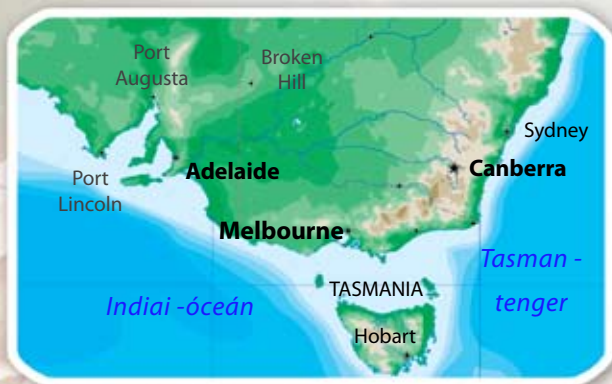 Port
Augusta
Broken
Hill
Sydney
Adelaide
Canberra
Port
Lincoln
Melbourne
Tasman -
tenger
TASMANIA
Indiai -óceán
Hobart